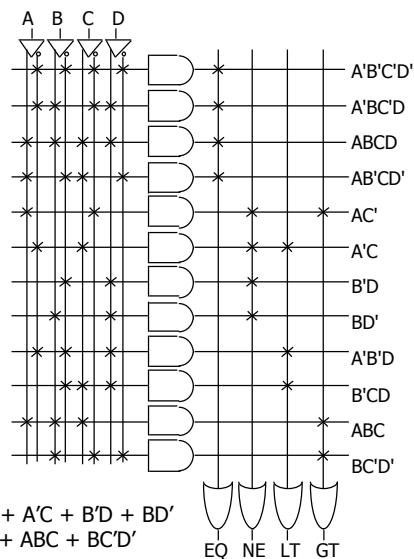 A B C D
A'B'C'D'
A'BC'D
ABCD
AB'CD'
AC'
A'C
B'D
BD'
A'B'D
B'CD
ABC
BC'D'
+ A'C + B'D + BD'
+ ABC + BC'D'
EQ NE LT GT